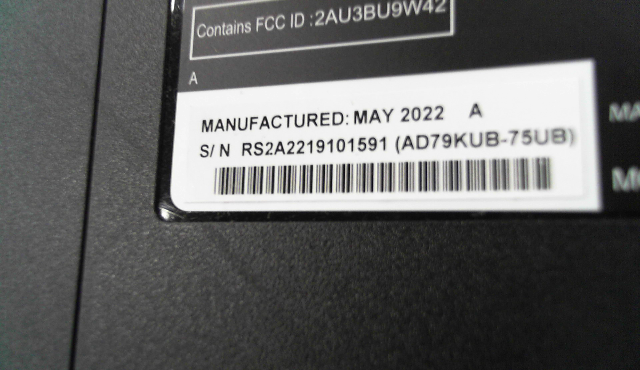 Contains FCC ID : 2AU3BU9W42
A
MANUFACTURED: MAY 2022 A
S/N RS2A2219101591 (AD79KUB-75UB)